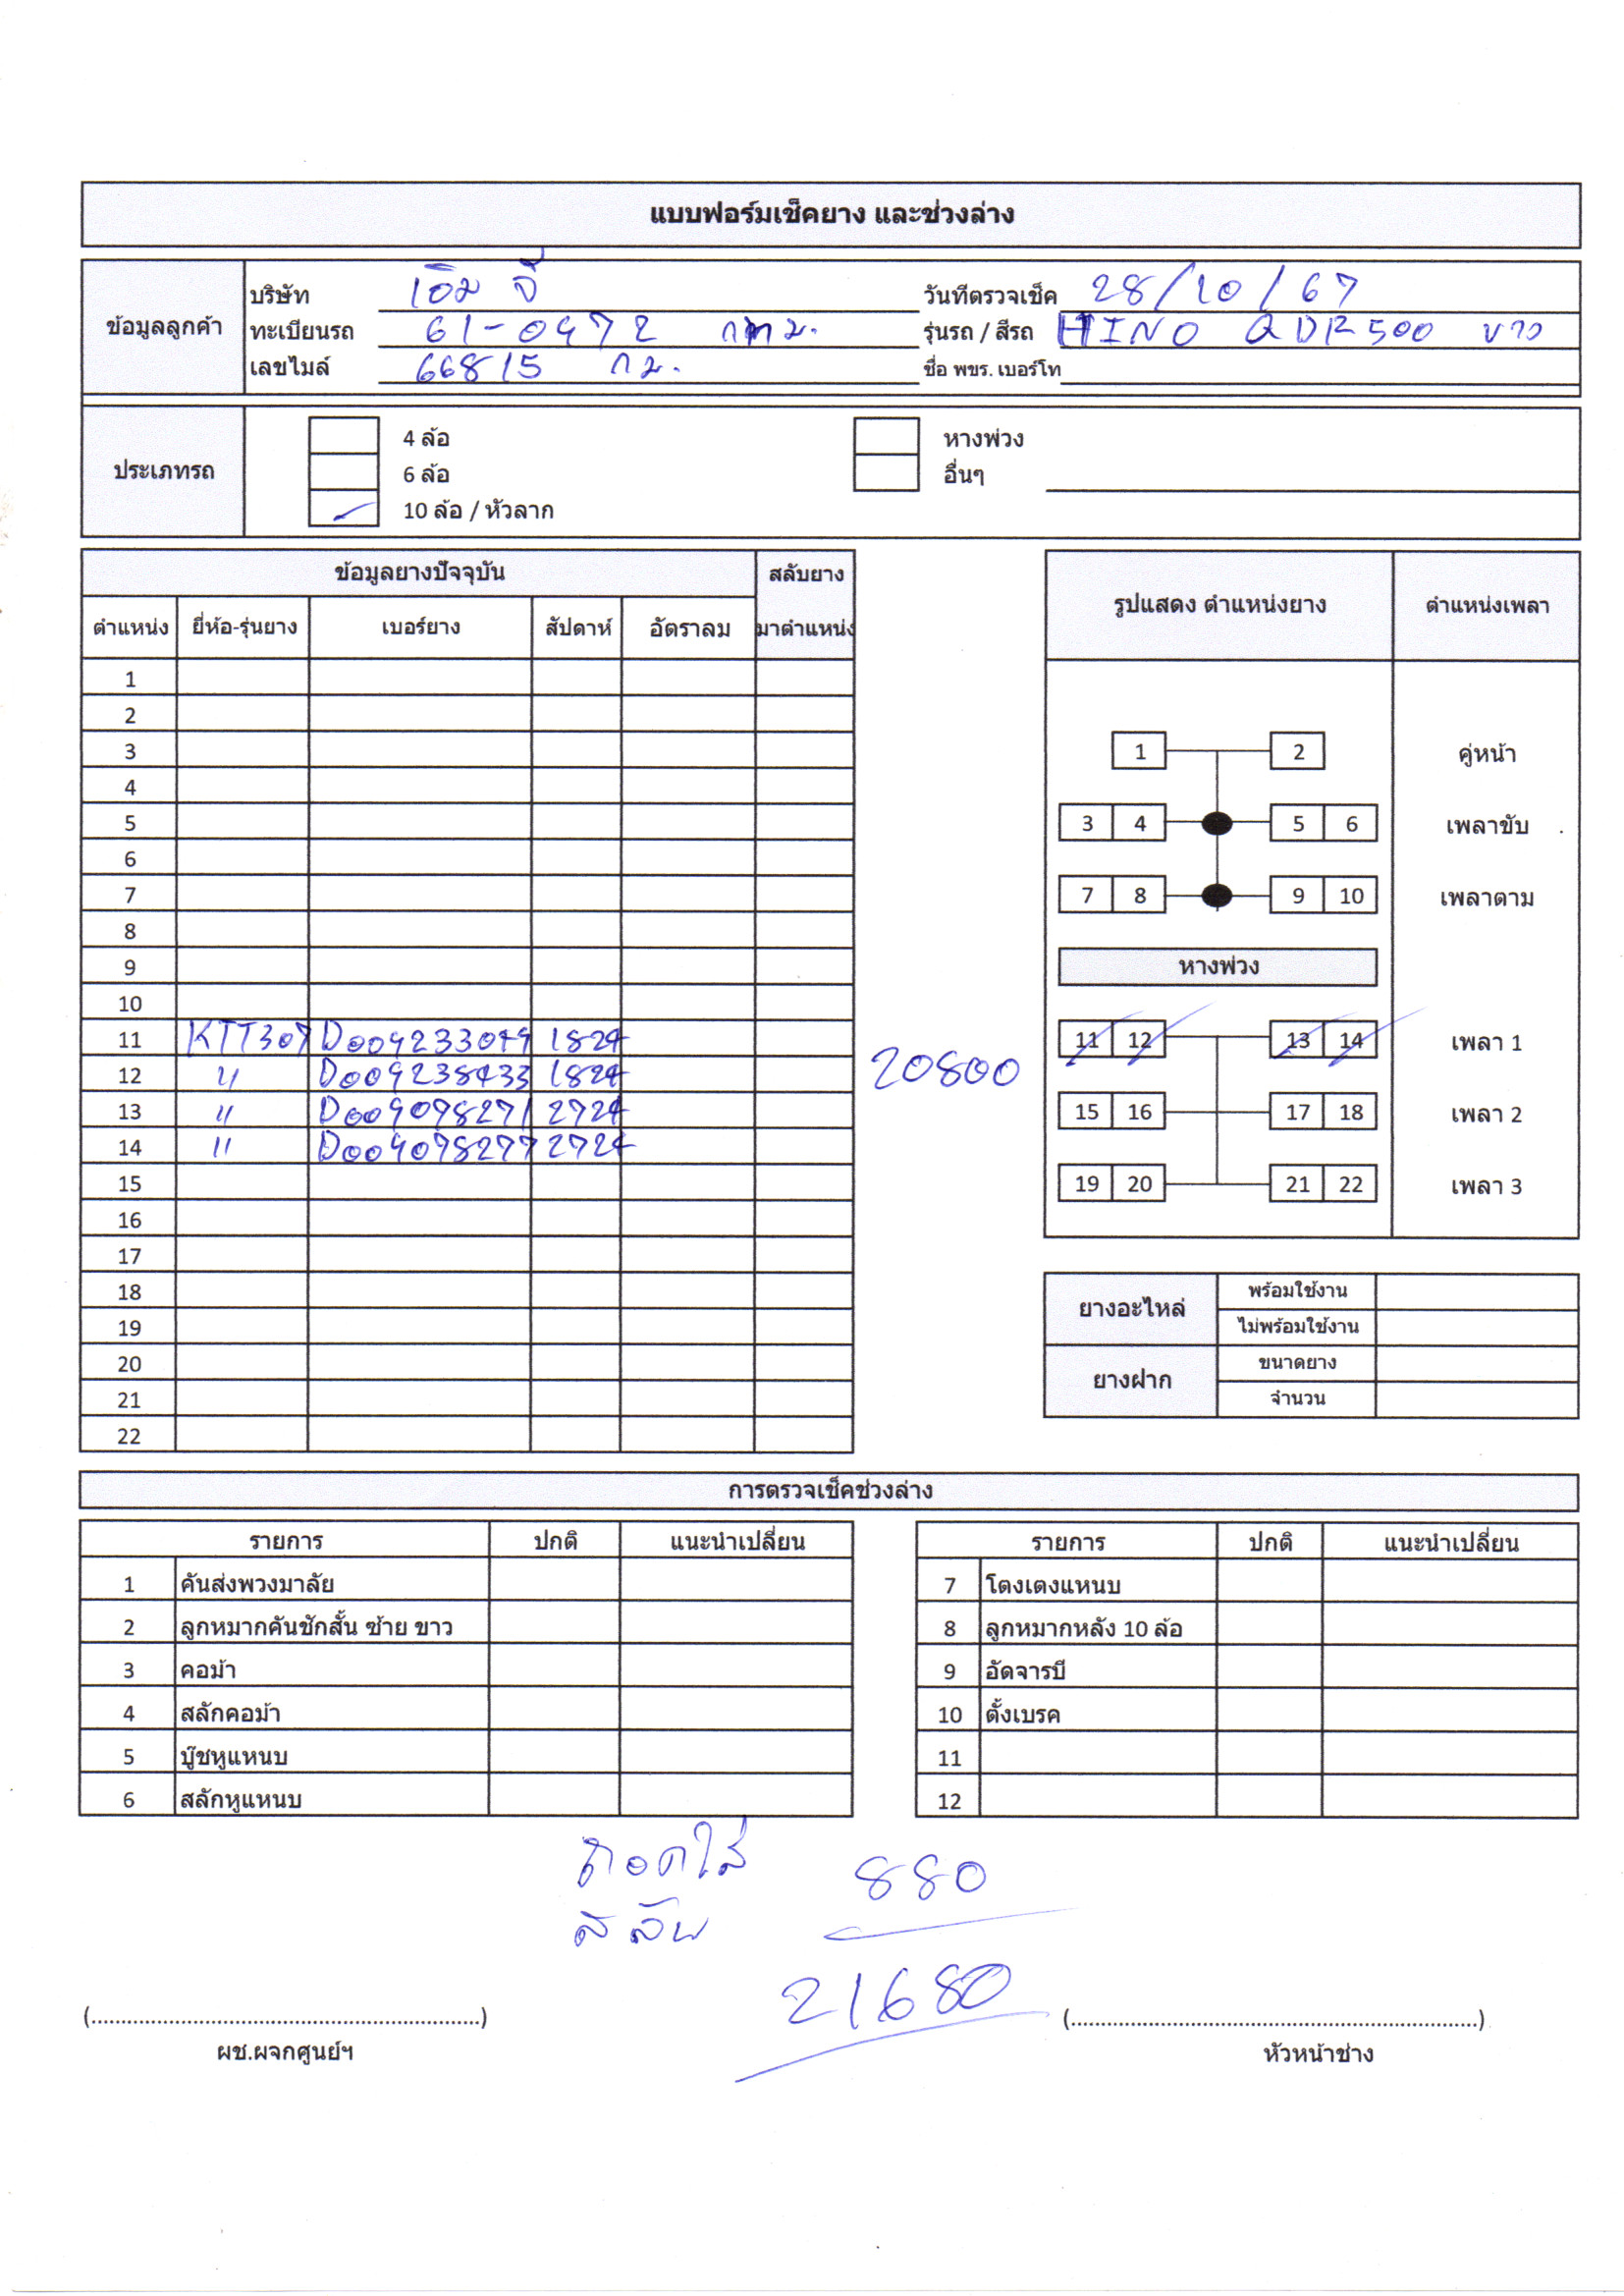 แบบฟอร์มเช็คยาง และช่วงล่าง
ข้อมูลลูกค้า
บริษัท เอ็ม จี วันที่ตรวจเช็ค 28/10/67
ทะเบียนรถ 61-0472 กทม. รุ่นรถ / สีรถ HINO QDR500 ขาว
เลขไมล์ 66815 กม. ชื่อ พขร. เบอร์โท
ประเภทรถ
4 ล้อ หางพ่วง
6 ล้อ อื่นๆ
10 ล้อ / หัวลาก
ข้อมูลยางปัจจุบัน สลับยาง
ตำแหน่ง ยี่ห้อ-รุ่นยาง เบอร์ยาง สัปดาห์ อัตราลม มาตำแหน่ง
1
2
3
4
5
6
7
8
9
10
11 KTT307 1824
12 " D009238433 1824
13 " 2724
14 " 2724
15
16
17
18
19
20
21
22
20800
รูปแสดง ตำแหน่งยาง ตำแหน่งเพลา
1 2 คู่หน้า
3 4 5 6 เพลาขับ
7 8 9 10 เพลาตาม
หางพ่วง
11 12 13 14 เพลา 1
15 16 17 18 เพลา 2
19 20 21 22 เพลา 3
ยางอะไหล่ พร้อมใช้งาน
ไม่พร้อมใช้งาน
ยางฝาก ขนาดยาง
จำนวน
การตรวจเช็คช่วงล่าง
รายการ ปกติ แนะนำเปลี่ยน
1 คันส่งพวงมาลัย
2 ลูกหมากคันชักสั้น ซ้าย ขาว
3 คอม้า
4 สลักคอม้า
5 บู๊ชหูแหนบ
6 สลักหูแหนบ
รายการ ปกติ แนะนำเปลี่ยน
7 โตงเตงแหนบ
8 ลูกหมากหลัง 10 ล้อ
9 อัดจารบี
10 ตั้งเบรค
11
12
ถอดใส่ 880
สลับ
21680
(..................................................................) (......................................................................)
ผช.ผจกศูนย์ฯ หัวหน้าช่าง